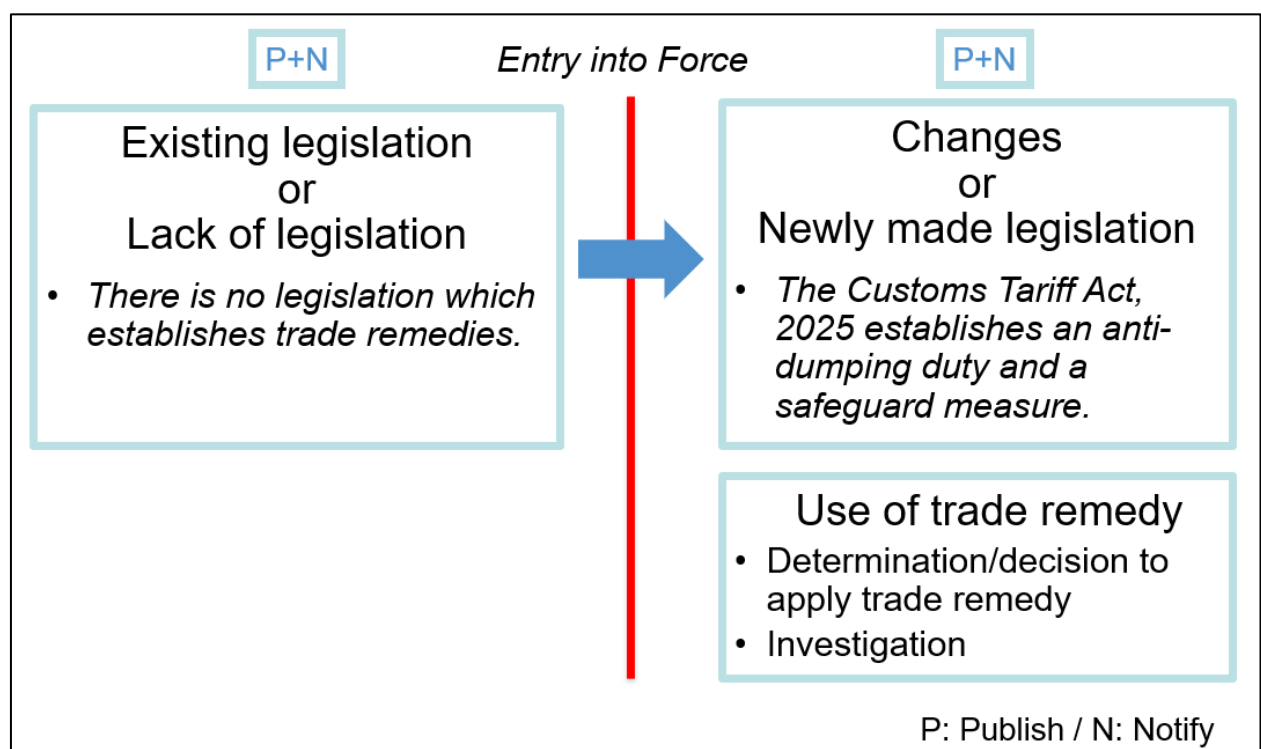 P+N
Entry into Force
P+N
Existing legislation
or
Lack of legislation
• There is no legislation which
establishes trade remedies.
Changes
or
Newly made legislation
• The Customs Tariff Act,
2025 establishes an anti-
dumping duty and a
safeguard measure.
Use of trade remedy
• Determination/decision to
apply trade remedy
• Investigation
P: Publish / N: Notify